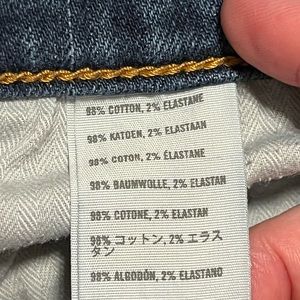 98% COTTON, 2% ELASTANE
98% KATOEN, 2% ELASTAAN
98% COTON, 2% ÉLASTANE
98% BAUMWOLLE, 2% ELASTAN
98% COTONE, 2% ELASTAN
98% コットン, 2% エラス
タン
98% ALGODÓN, 2% ELASTANO